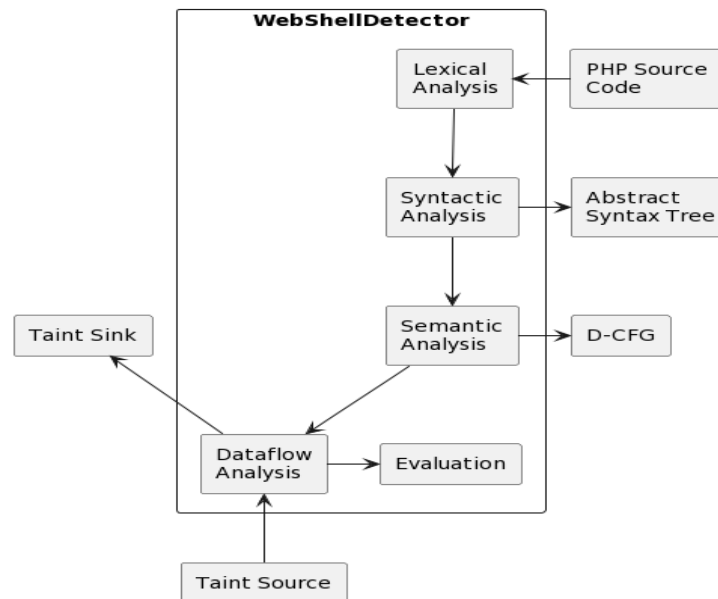 WebShellDetector
Lexical
Analysis
PHP Source
Code
Syntactic
Analysis
Abstract
Syntax Tree
Semantic
Analysis
D-CFG
Taint Sink
Dataflow
Analysis
Evaluation
Taint Source